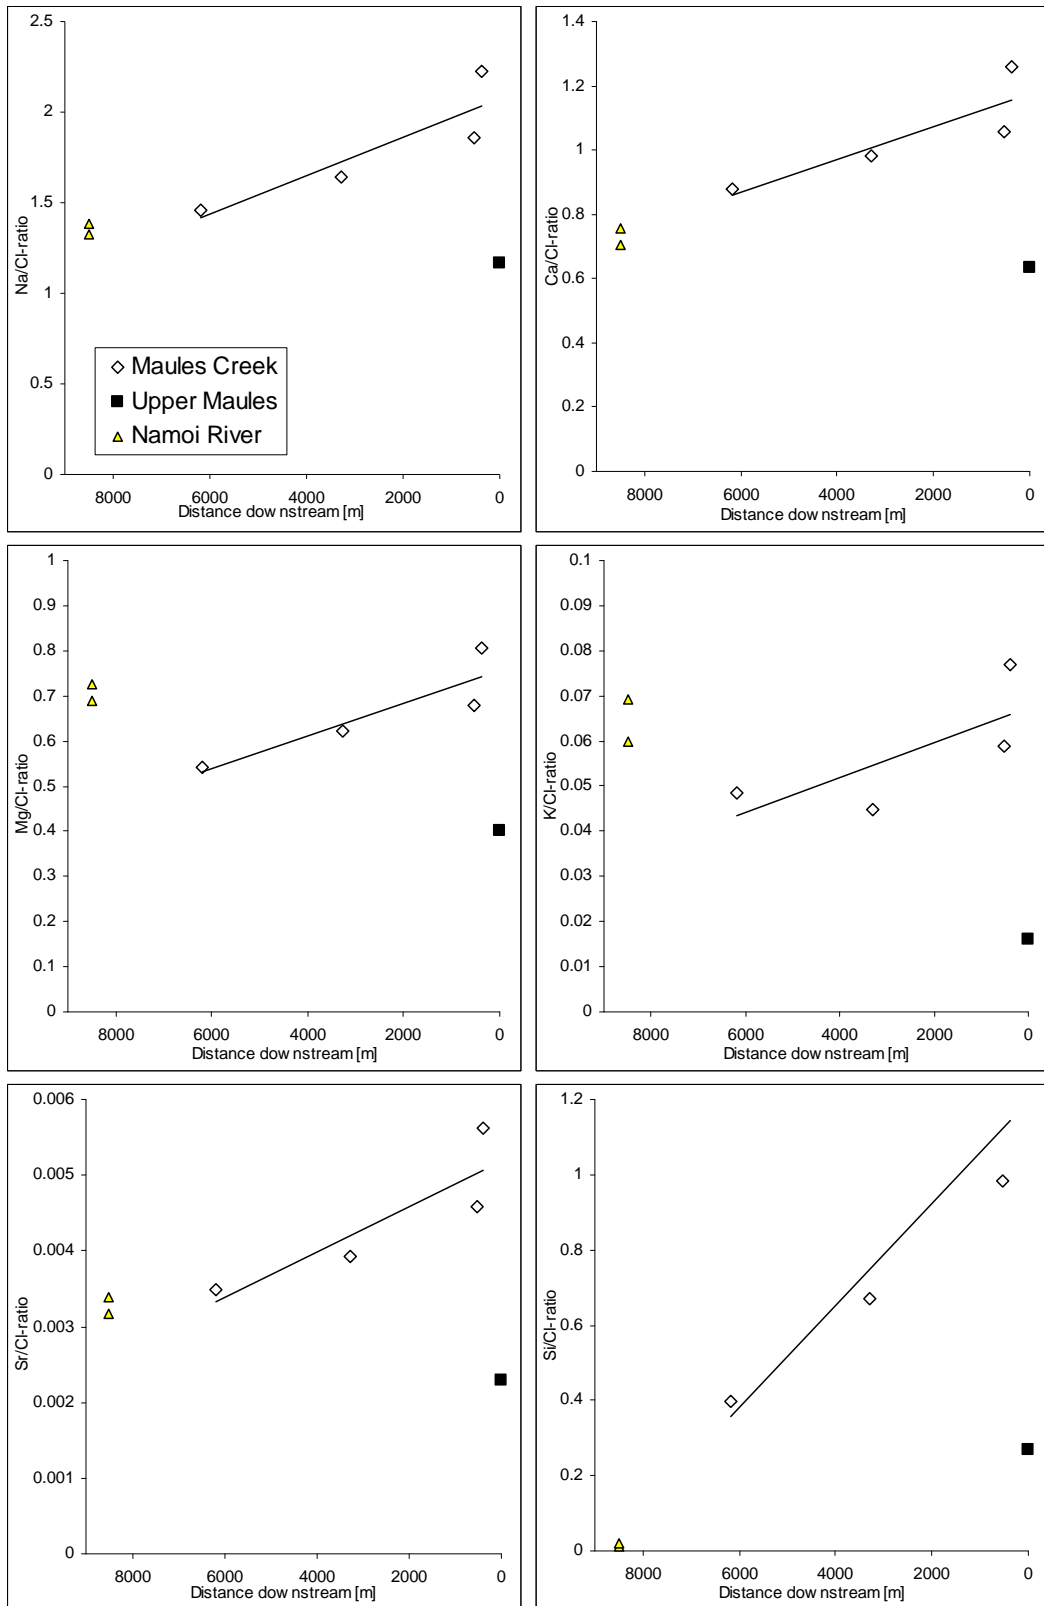 2.5
2
1.5
1
0.5
0
Na/Cl-ratio
8000 6000 4000 2000 0
Distance dow nstream [m]
Maules Creek
Upper Maules
Namoi River
1.4
1.2
1
0.8
0.6
0.4
0.2
0
Ca/Cl-ratio
8000 6000 4000 2000 0
Distance dow nstream [m]
1
0.9
0.8
0.7
0.6
0.5
0.4
0.3
0.2
0.1
0
Mg/Cl-ratio
8000 6000 4000 2000 0
Distance dow nstream [m]
0.1
0.09
0.08
0.07
0.06
0.05
0.04
0.03
0.02
0.01
0
K/Cl-ratio
8000 6000 4000 2000 0
Distance dow nstream [m]
0.006
0.005
0.004
0.003
0.002
0.001
0
Sr/Cl-ratio
8000 6000 4000 2000 0
Distance dow nstream [m]
1.2
1
0.8
0.6
0.4
0.2
0
Si/Cl-ratio
8000 6000 4000 2000 0
Distance dow nstream [m]